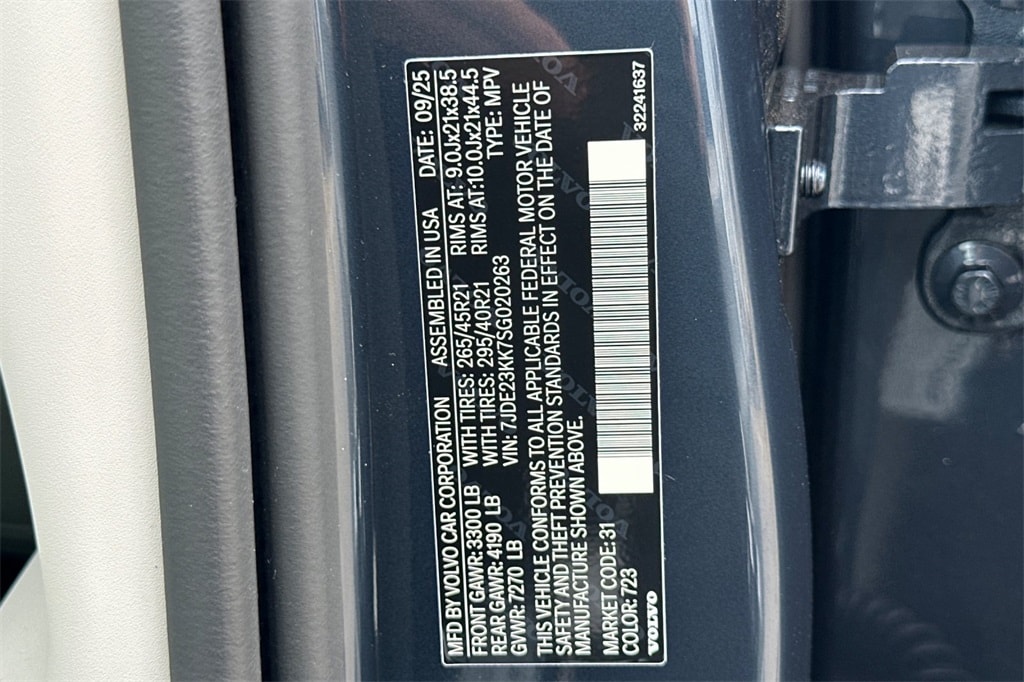 MFD BY VOLVO CAR CORPORATION ASSEMBLED IN USA DATE: 09/25
FRONT GAWR: 3300 LB WITH TIRES: 265/45R21 RIMS AT: 9.0Jx21x38.5
REAR GAWR: 4190 LB WITH TIRES: 295/40R21 RIMS AT:10.0Jx21x44.5
GVWR: 7270 LB VIN: 7JDE23KK7SG020263 TYPE: MPV
THIS VEHICLE CONFORMS TO ALL APPLICABLE FEDERAL MOTOR VEHICLE
SAFETY AND THEFT PREVENTION STANDARDS IN EFFECT ON THE DATE OF
MANUFACTURE SHOWN ABOVE.
MARKET CODE: 31
COLOR: 723
VOLVO
32241637